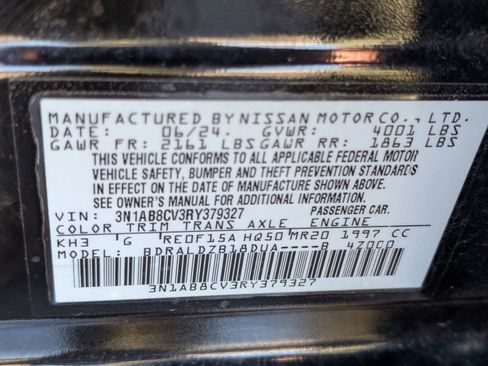 MANUFACTURED BY NISSAN MOTOR CO., LTD.
DATE: 06/24. GVWR: 4001 LBS
GAWR FR: 2161 LBS GAWR RR: 1863 LBS
THIS VEHICLE CONFORMS TO ALL APPLICABLE FEDERAL MOTOR
VEHICLE SAFETY, BUMPER AND THEFT PREVENTION STANDARDS
IN EFFECT ON THE DATE OF MANUFACTURE SHOWN ABOVE.
SEE OWNER'S MANUAL FOR ADDITIONAL INFORMATION.
VIN: 3N1AB8CV3RY379327 PASSENGER CAR.
COLOR TRIM TRANS AXLE ENGINE
KH3 G RE0F15A HQ50 MR20 1997 CC
MODEL: BDRALDZB18DUA----B 4Z0C0
3N1AB8CV3RY379327